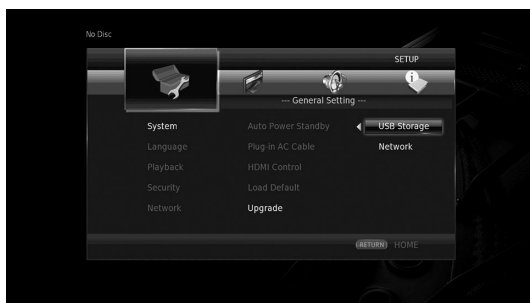 No Disc
SETUP
--- General Setting ---
System
Auto Power Standby
USB Storage
Language
Plug-in AC Cable
Network
Playback
HDMI Control
Security
Load Default
Network
Upgrade
RETURN HOME